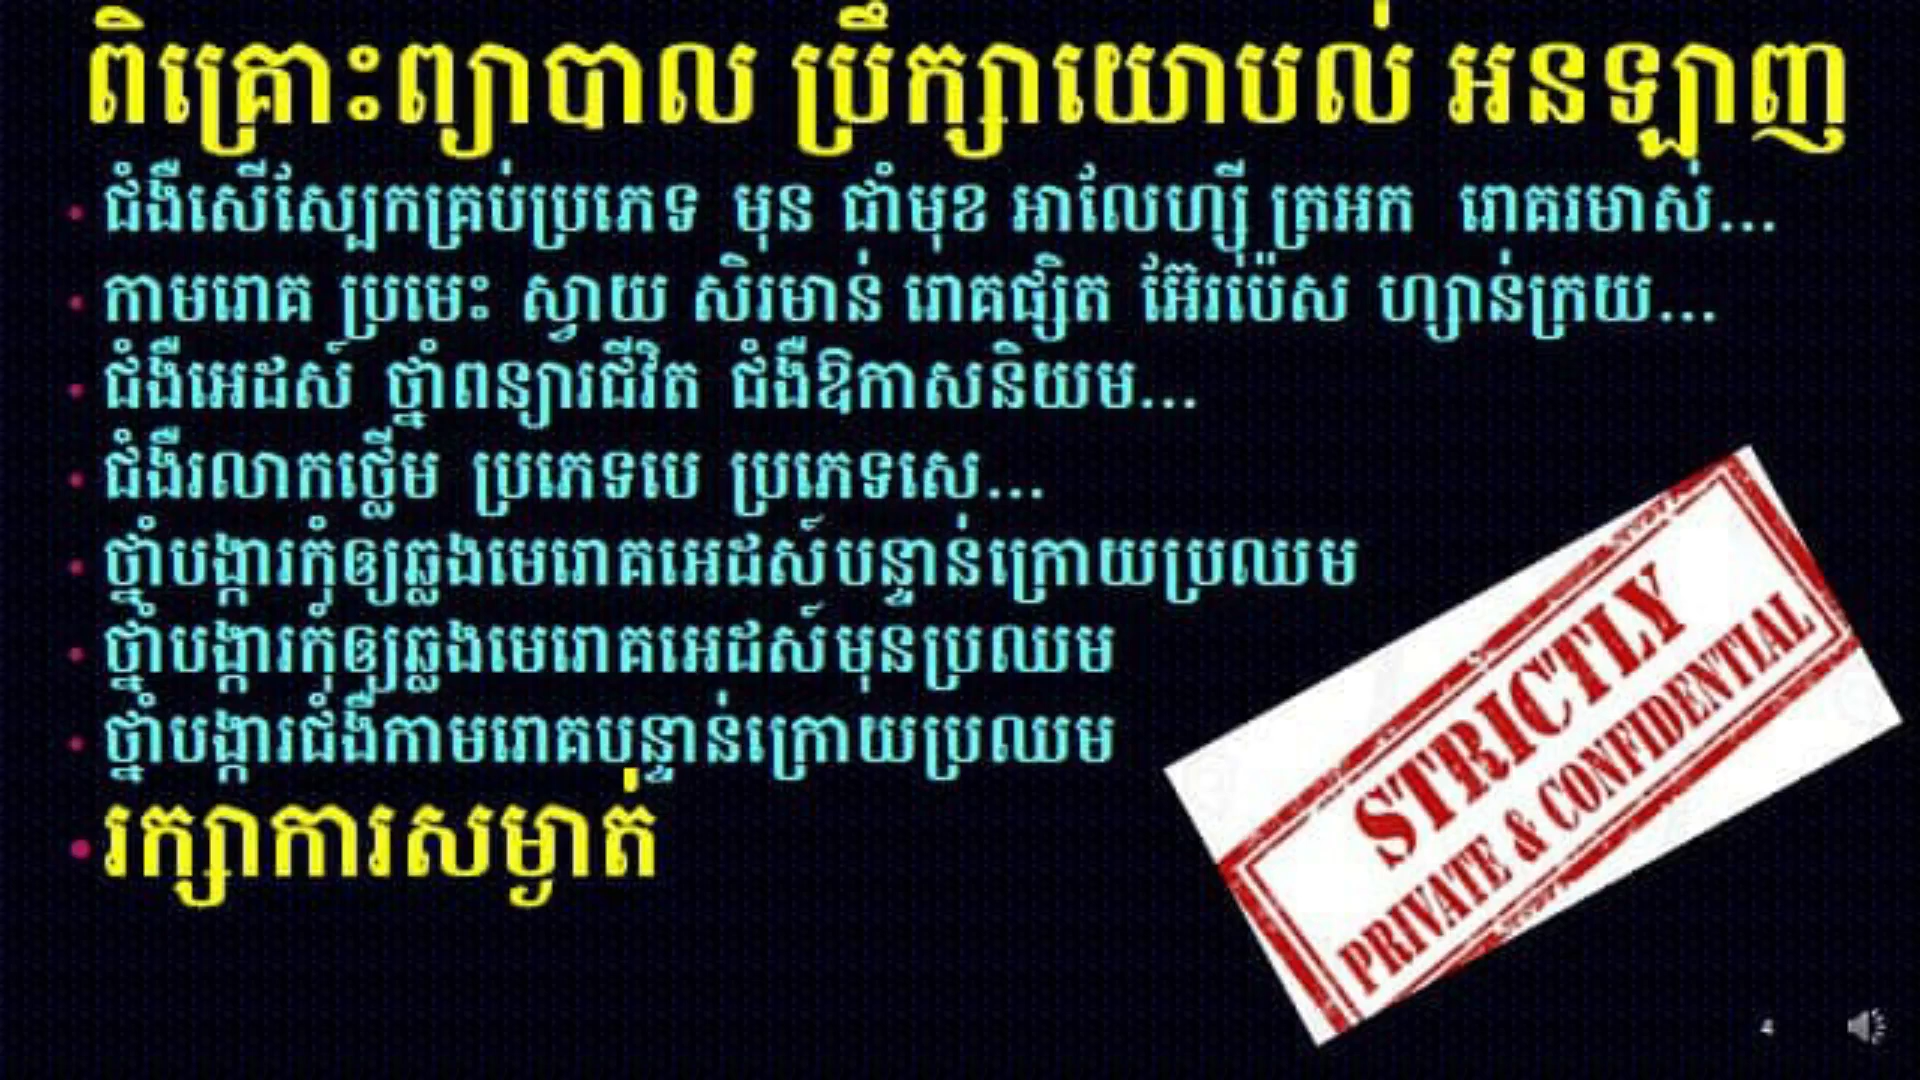 ពិគ្រោះព្យាបាល ប្រឹក្សាយោបល់ អនឡាញ
• ជំងឺសើស្បែកគ្រប់ប្រភេទ មុន ជាំមុខ អាលែហ្ស៊ី ត្រអក រោគរមាស់...
• កាមរោគ ប្រមេះ ស្វាយ សិរមាន់ រោគផ្សិត អ៊ែរប៉េស ហ្សាន់ក្រយ...
• ជំងឺអេដស៍ ថ្នាំពន្យារជីវិត ជំងឺឱកាសនិយម...
• ជំងឺរលាកថ្លើម ប្រភេទបេ ប្រភេទសេ...
• ថ្នាំបង្ការកុំឲ្យឆ្លងមេរោគអេដស៍បន្ទាន់ក្រោយប្រឈម
• ថ្នាំបង្ការកុំឲ្យឆ្លងមេរោគអេដស៍មុនប្រឈម
• ថ្នាំបង្ការជំងឺកាមរោគបន្ទាន់ក្រោយប្រឈម
• រក្សាការសម្ងាត់
STRICTLY
PRIVATE & CONFIDENTIAL
4